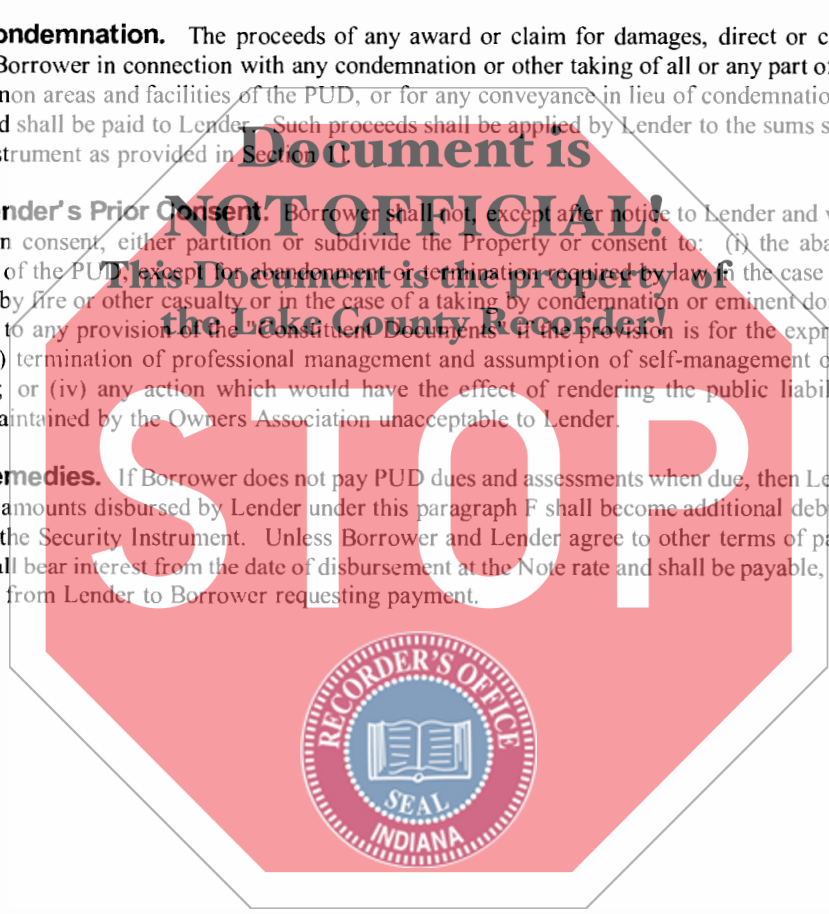 ondemnation. The proceeds of any award or claim for damages, direct or c
Borrower in connection with any condemnation or other taking of all or any part o
non areas and facilities of the PUD, or for any conveyance in lieu of condemnatio
d shall be paid to Lender. Such proceeds shall be applied by Lender to the sums s
strument as provided in Section 11.
Document is
NOT OFFICIAL!
nder's Prior Consent. Borrower shall not, except after notice to Lender and
n consent, either partition or subdivide the Property or consent to: (i) the aba
of the PUD, except for abandonment or termination required by law in the case
This Document is the property of
by fire or other casualty or in the case of a taking by condemnation or eminent do
the Lake County Recorder!
to any provision of the "Constituent Documents" if the provision is for the expr
) termination of professional management and assumption of self-management o
; or (iv) any action which would have the effect of rendering the public liabil
aintained by the Owners Association unacceptable to Lender.
STOP
emedies. If Borrower does not pay PUD dues and assessments when due, then Le
amounts disbursed by Lender under this paragraph F shall become additional deb
the Security Instrument. Unless Borrower and Lender agree to other terms of pa
ll bear interest from the date of disbursement at the Note rate and shall be payable,
from Lender to Borrower requesting payment.
RECORDER'S OFFICE
SEAL
INDIANA